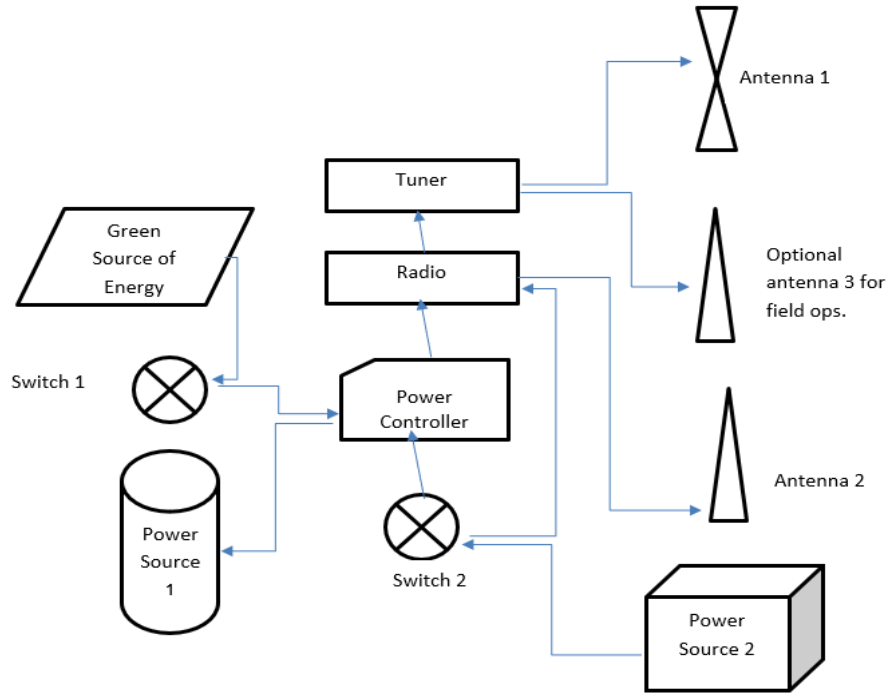 Antenna 1
Tuner
Green
Source of
Energy
Radio
Optional
antenna 3 for
field ops.
Switch 1
Power
Controller
Antenna 2
Power
Source
1
Switch 2
Power
Source 2